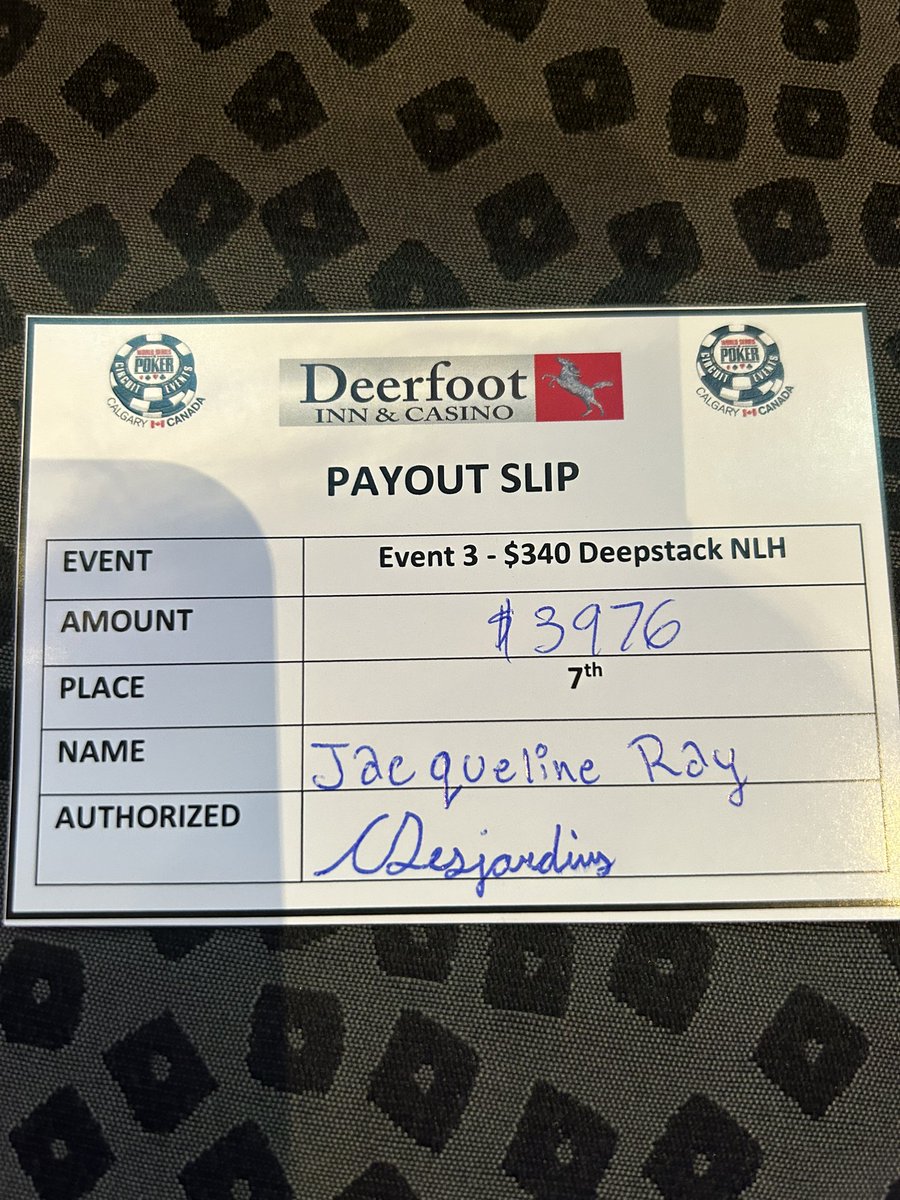 WORLD SERIES
POKER
CIRCUIT EVENTS
CALGARY CANADA
Deerfoot
INN & CASINO
WORLD SERIES
POKER
CIRCUIT EVENTS
CALGARY CANADA
PAYOUT SLIP
EVENT Event 3 - $340 Deepstack NLH
AMOUNT $3976
PLACE 7th
NAME Jacqueline Ray
AUTHORIZED CDesjardins